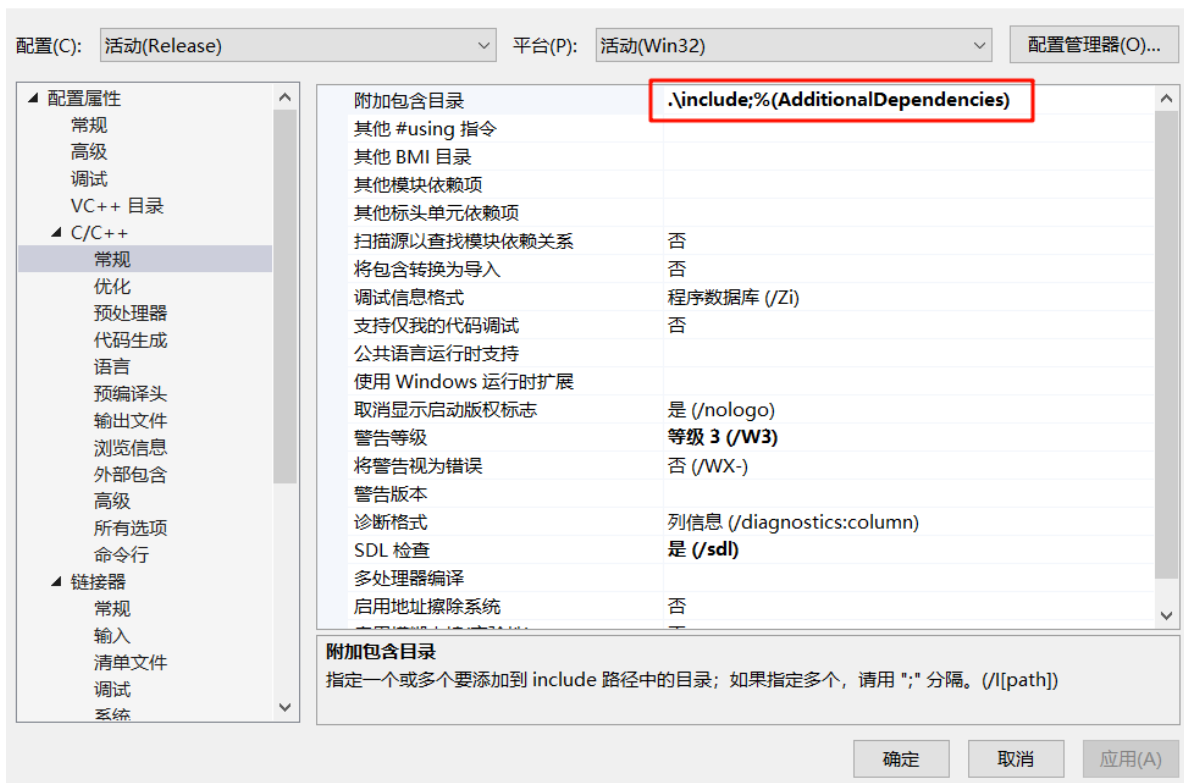 配置(C): 活动(Release) 平台(P): 活动(Win32) 配置管理器(O)...
配置属性
常规
高级
调试
VC++ 目录
C/C++
常规
优化
预处理器
代码生成
语言
预编译头
输出文件
浏览信息
外部包含
高级
所有选项
命令行
链接器
常规
输入
清单文件
调试
系统
附加包含目录 .\include;%(AdditionalDependencies)
其他 #using 指令
其他 BMI 目录
其他模块依赖项
其他标头单元依赖项
扫描源以查找模块依赖关系 否
将包含转换为导入 否
调试信息格式 程序数据库 (/Zi)
支持仅我的代码调试 否
公共语言运行时支持
使用 Windows 运行时扩展
取消显示启动版权标志 是 (/nologo)
警告等级 等级 3 (/W3)
将警告视为错误 否 (/WX-)
警告版本
诊断格式 列信息 (/diagnostics:column)
SDL 检查 是 (/sdl)
多处理器编译
启用地址擦除系统 否
附加包含目录
指定一个或多个要添加到 include 路径中的目录；如果指定多个，请用 ";" 分隔。(/I[path])
确定 取消 应用(A)